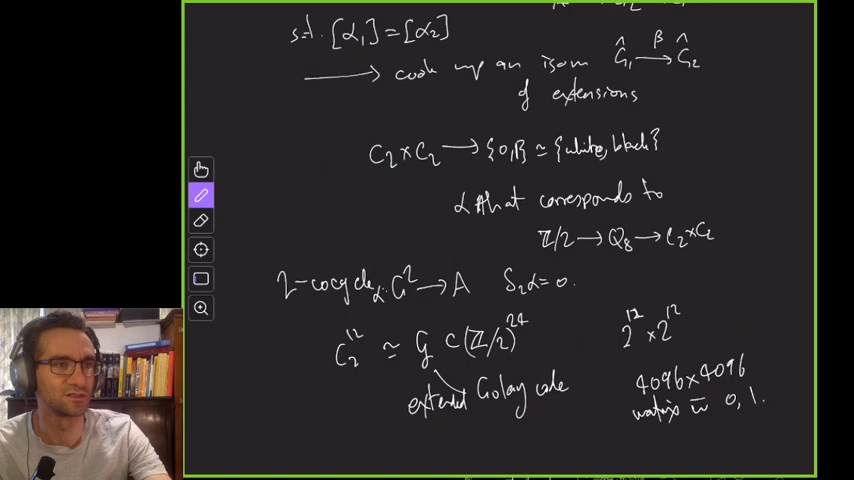 s.t. [α₁]=[α₂]
⟶ code up an isom Ĝ₁ —β→ Ĝ₂
of extensions
C₂×C₂ ⟶ {0,1} ≃ {white, black}
α that corresponds to
ℤ/2 ⟶ Q₈ ⟶ C₂×C₂
2-cocycle α: G² ⟶ A δ₂α=0.
C₂¹² ≃ G ⊂ (ℤ/2)²⁴
2¹² × 2¹²
extended Golay code
4096×4096
matrix w 0, 1.